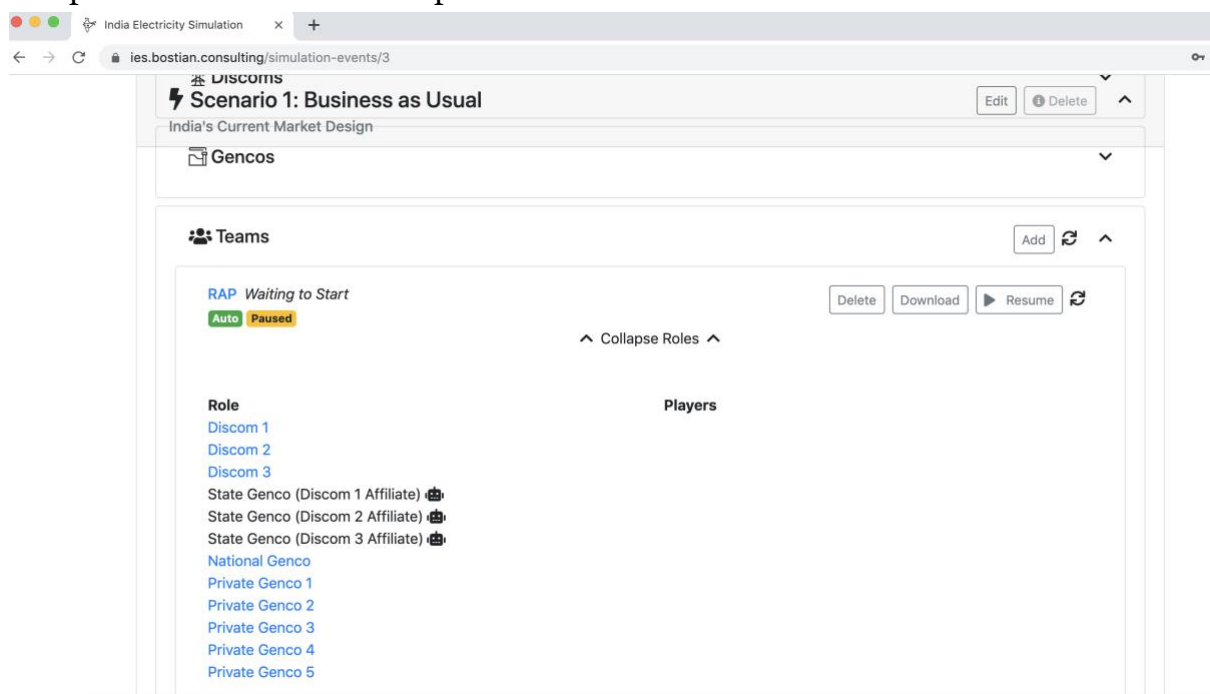 India Electricity Simulation
ies.bostian.consulting/simulation-events/3
Discoms
Scenario 1: Business as Usual
Edit Delete
India's Current Market Design
Gencos
Teams
Add
RAP Waiting to Start
Delete Download Resume
Auto Paused
Collapse Roles
Role Players
Discom 1
Discom 2
Discom 3
State Genco (Discom 1 Affiliate)
State Genco (Discom 2 Affiliate)
State Genco (Discom 3 Affiliate)
National Genco
Private Genco 1
Private Genco 2
Private Genco 3
Private Genco 4
Private Genco 5